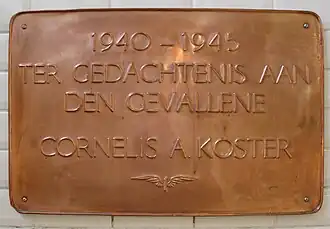 1940 – 1945
TER GEDACHTENIS AAN
DEN GEVALLENE
CORNELIS A. KOSTER